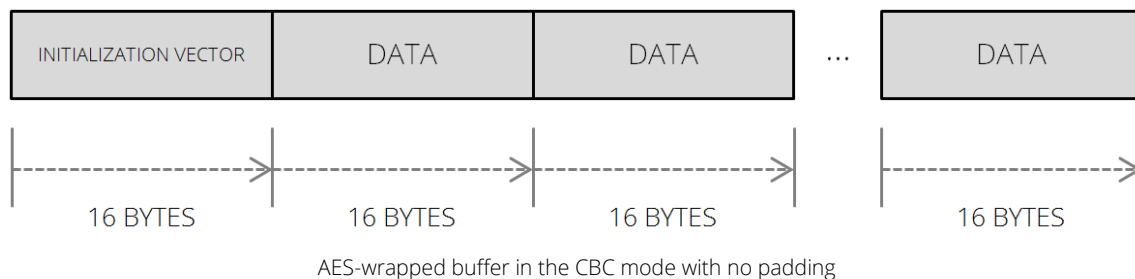 INITIALIZATION VECTOR DATA DATA ... DATA
16 BYTES 16 BYTES 16 BYTES 16 BYTES
AES-wrapped buffer in the CBC mode with no padding